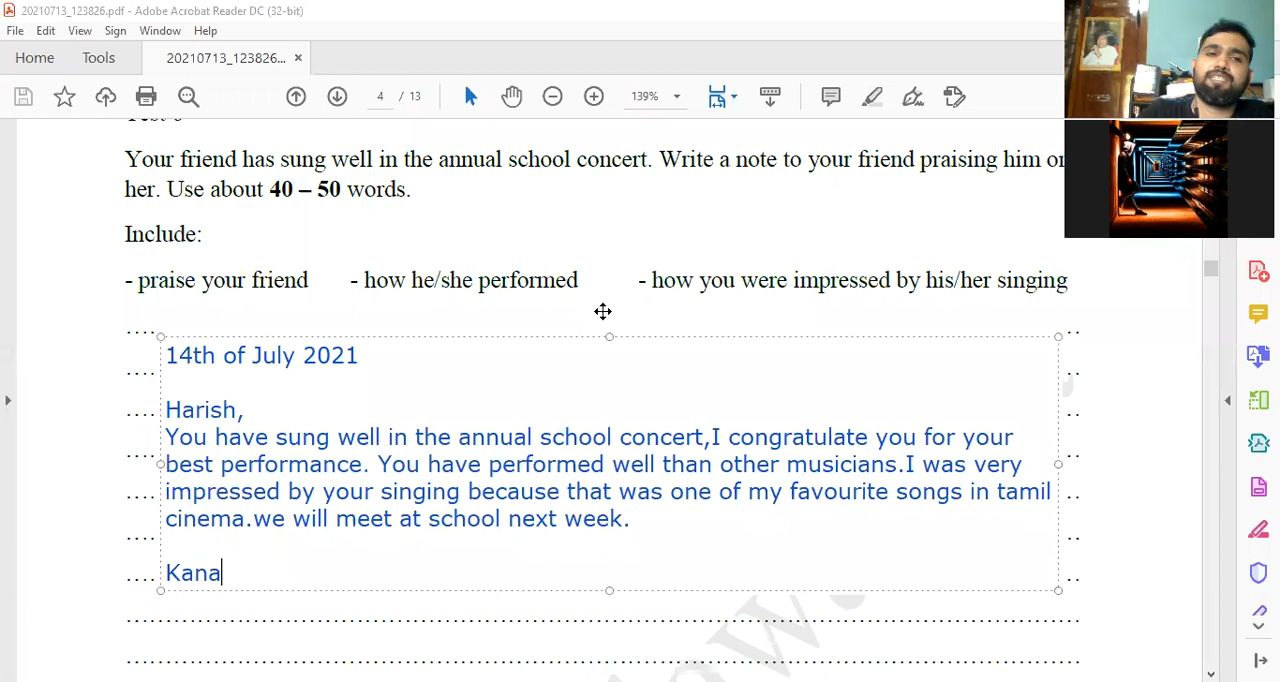 20210713_123826.pdf - Adobe Acrobat Reader DC (32-bit)
File Edit View Sign Window Help
Home Tools 20210713_123826... ×
4 / 13 139%
Your friend has sung well in the annual school concert. Write a note to your friend praising him or
her. Use about 40 – 50 words.
Include:
- praise your friend - how he/she performed - how you were impressed by his/her singing
14th of July 2021
Harish,
You have sung well in the annual school concert,I congratulate you for your
best performance. You have performed well than other musicians.I was very
impressed by your singing because that was one of my favourite songs in tamil
cinema.we will meet at school next week.
Kana